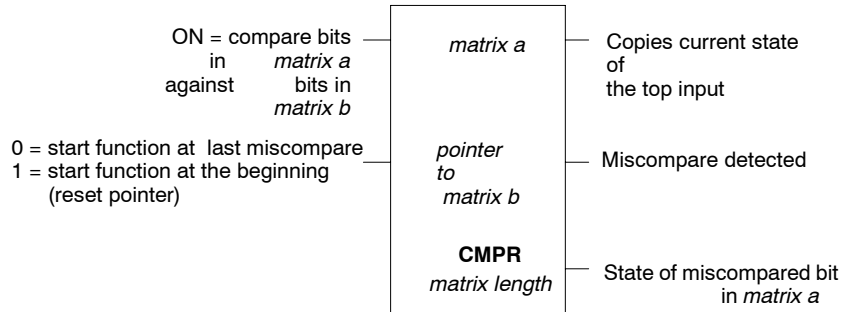 ON = compare bits
in matrix a
against bits in
matrix b
0 = start function at last miscompare
1 = start function at the beginning
(reset pointer)
matrix a
pointer
to
matrix b
CMPR
matrix length
Copies current state
of
the top input
Miscompare detected
State of miscompared bit
in matrix a